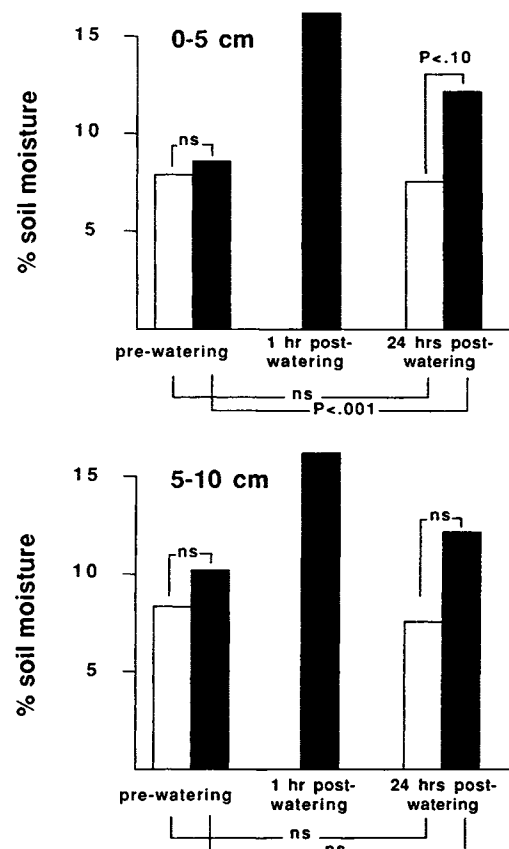 15
0-5 cm
P<.10
10
ns
5
% soil moisture
pre-watering
1 hr post-
watering
24 hrs post-
watering
ns
P<.001
15
5-10 cm
ns
10
ns
5
% soil moisture
pre-watering
1 hr post-
watering
24 hrs post-
watering
ns
ns